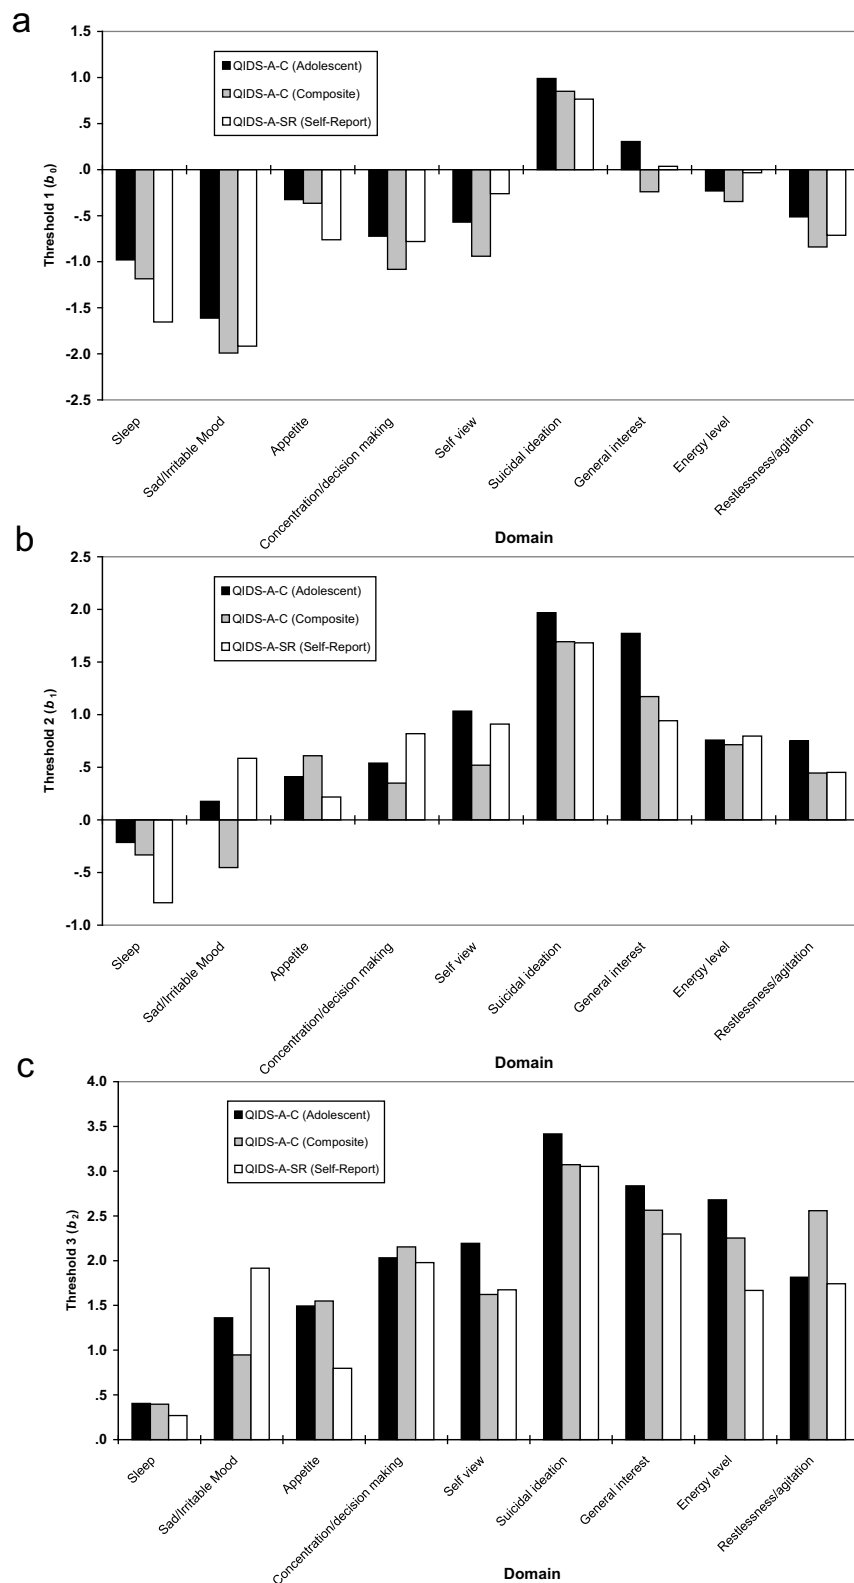 a
1.5
1.0
.5
.0
-.5
-1.0
-1.5
-2.0
-2.5
Threshold 1 (b0)
QIDS-A-C (Adolescent)
QIDS-A-C (Composite)
QIDS-A-SR (Self-Report)
Sleep
Sad/Irritable Mood
Appetite
Concentration/decision making
Self view
Suicidal ideation
General interest
Energy level
Restlessness/agitation
Domain
b
2.5
2.0
1.5
1.0
.5
.0
-.5
-1.0
Threshold 2 (b1)
QIDS-A-C (Adolescent)
QIDS-A-C (Composite)
QIDS-A-SR (Self-Report)
Sleep
Sad/Irritable Mood
Appetite
Concentration/decision making
Self view
Suicidal ideation
General interest
Energy level
Restlessness/agitation
Domain
c
4.0
3.5
3.0
2.5
2.0
1.5
1.0
.5
.0
Threshold 3 (b2)
QIDS-A-C (Adolescent)
QIDS-A-C (Composite)
QIDS-A-SR (Self-Report)
Sleep
Sad/Irritable Mood
Appetite
Concentration/decision making
Self view
Suicidal ideation
General interest
Energy level
Restlessness/agitation
Domain